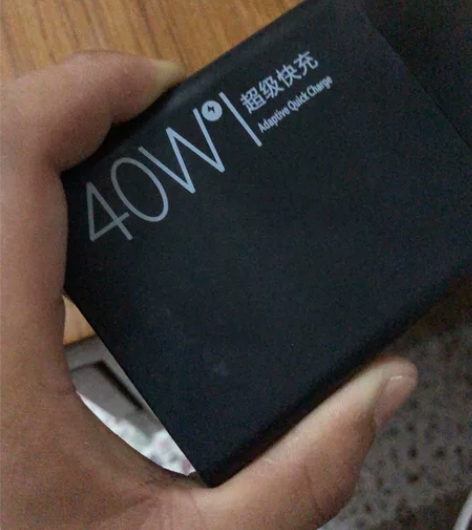 40W
超级快充
Adaptive Quick Charge